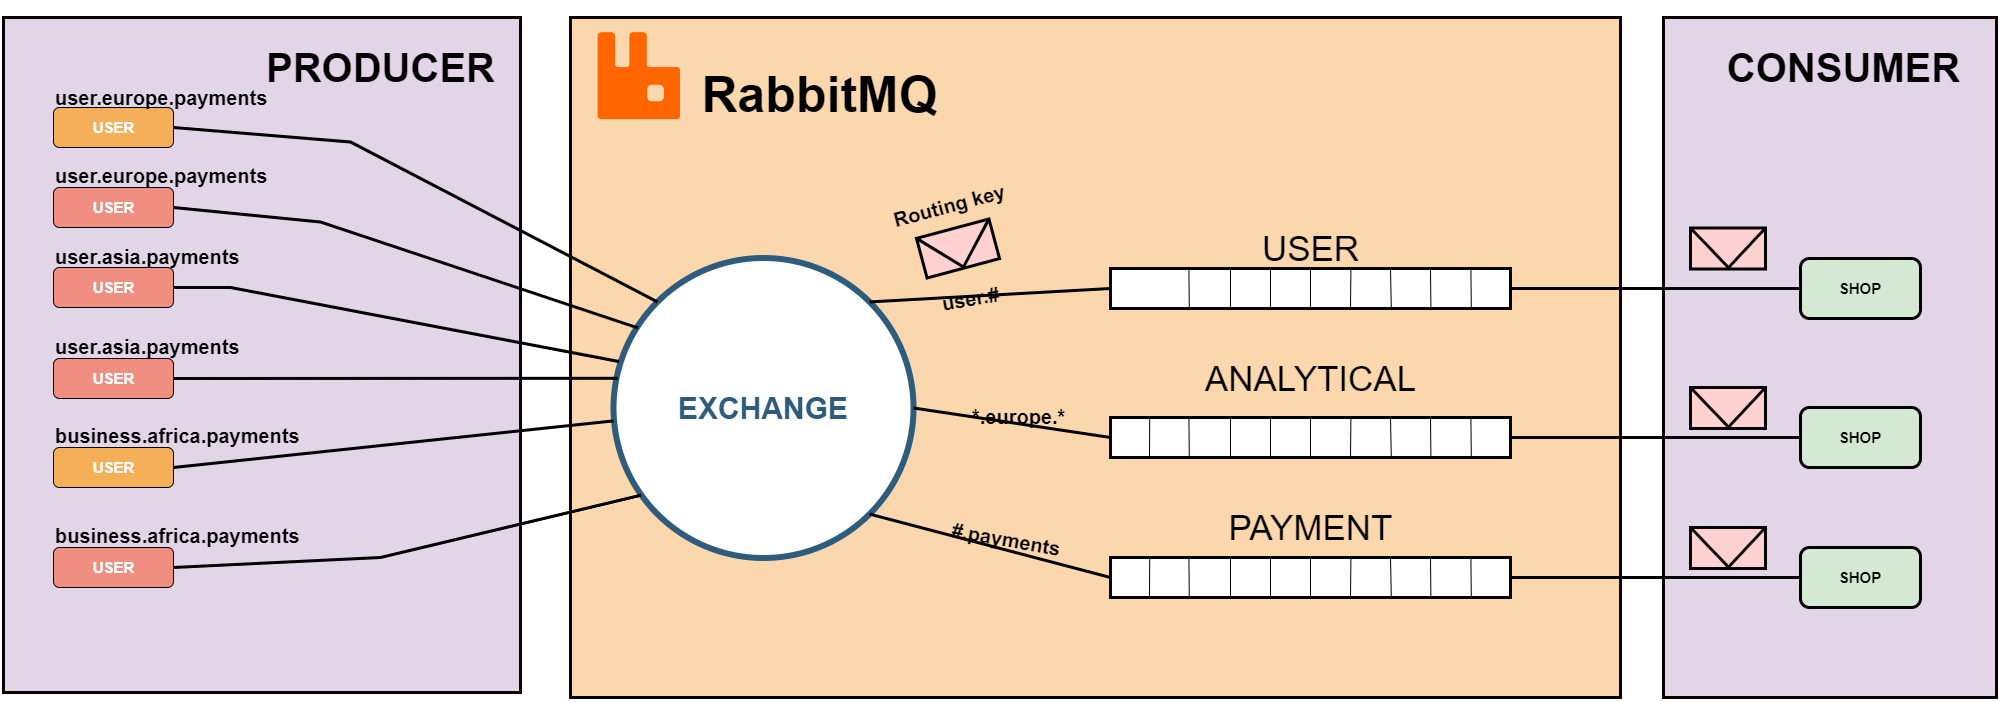 PRODUCER
user.europe.payments
USER
user.europe.payments
USER
user.asia.payments
USER
user.asia.payments
USER
business.africa.payments
USER
business.africa.payments
USER
RabbitMQ
EXCHANGE
Routing key
user.#
*.europe.*
#.payments
USER
ANALYTICAL
PAYMENT
CONSUMER
SHOP
SHOP
SHOP